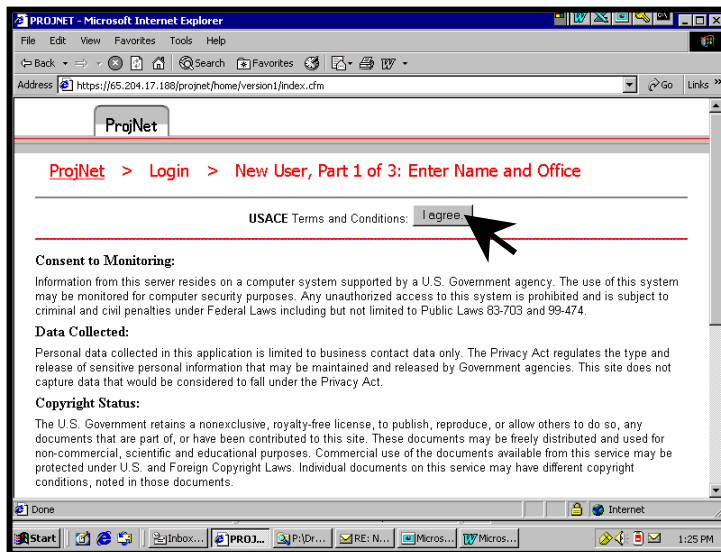 PROJNET - Microsoft Internet Explorer
File Edit View Favorites Tools Help
Back Search Favorites
Address https://65.204.17.188/projnet/home/version1/index.cfm Go Links »
ProjNet
ProjNet > Login > New User, Part 1 of 3: Enter Name and Office
USACE Terms and Conditions: I agree.
Consent to Monitoring:
Information from this server resides on a computer system supported by a U.S. Government agency. The use of this system
may be monitored for computer security purposes. Any unauthorized access to this system is prohibited and is subject to
criminal and civil penalties under Federal Laws including but not limited to Public Laws 83-703 and 99-474.
Data Collected:
Personal data collected in this application is limited to business contact data only. The Privacy Act regulates the type and
release of sensitive personal information that may be maintained and released by Government agencies. This site does not
capture data that would be considered to fall under the Privacy Act.
Copyright Status:
The U.S. Government retains a nonexclusive, royalty-free license, to publish, reproduce, or allow others to do so, any
documents that are part of, or have been contributed to this site. These documents may be freely distributed and used for
non-commercial, scientific and educational purposes. Commercial use of the documents available from this service may be
protected under U.S. and Foreign Copyright Laws. Individual documents on this service may have different copyright
conditions, noted in those documents.
Done Internet
Start Inbox... PROJ... P:\Dr... RE: N... Micros... Micros... 1:25 PM